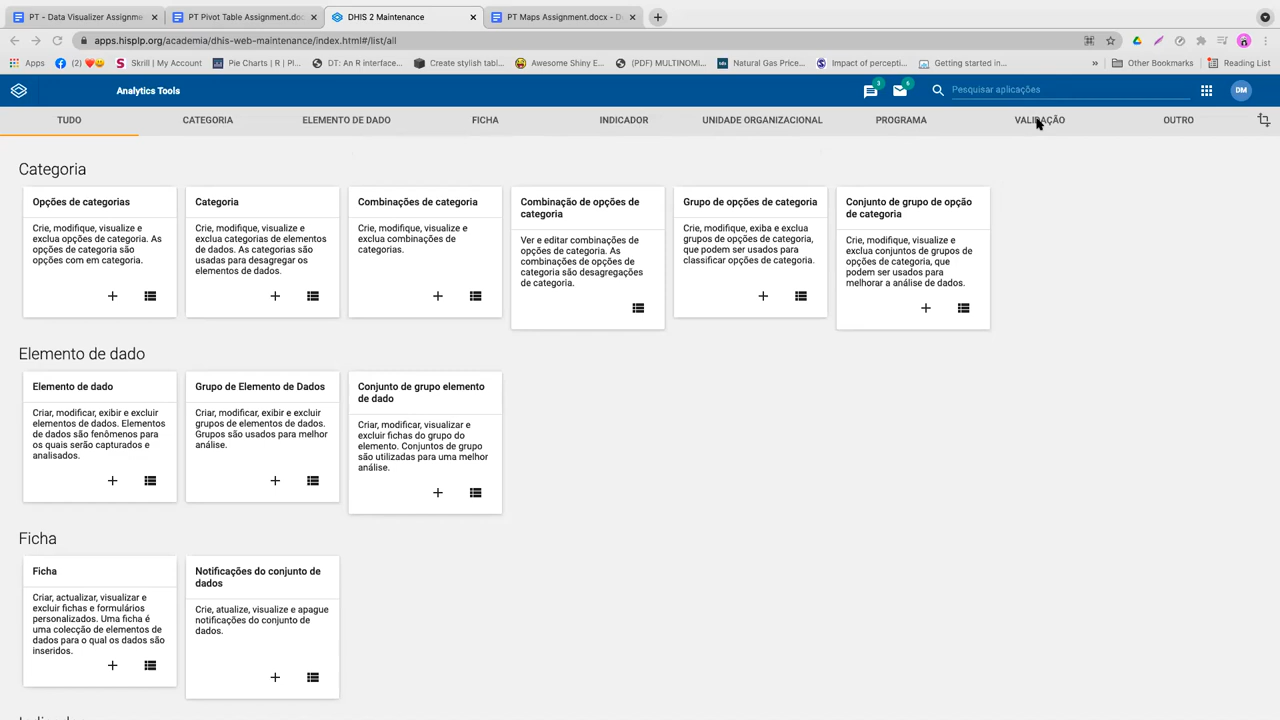 PT - Data Visualizer Assignme
PT Pivot Table Assignment.doc
DHIS 2 Maintenance
PT Maps Assignment.docx - D
apps.hisplp.org/academia/dhis-web-maintenance/index.html#/list/all
Apps
(2)
Skrill | My Account
Pie Charts | R | Pl...
DT: An R interface...
Create stylish tabl...
Awesome Shiny E...
(PDF) MULTINOMI...
Natural Gas Price...
Impact of percepti...
Getting started in...
»
Other Bookmarks
Reading List
Analytics Tools
3
6
Pesquisar aplicações
DM
TUDO
CATEGORIA
ELEMENTO DE DADO
FICHA
INDICADOR
UNIDADE ORGANIZACIONAL
PROGRAMA
VALIDAÇÃO
OUTRO
Categoria
Opções de categorias
Crie, modifique, visualize e
exclua opções de categoria. As
opções de categoria são
opções com em categoria.
Categoria
Crie, modifique, visualize e
exclua categorias de elementos
de dados. As categorias são
usadas para desagregar os
elementos de dados.
Combinações de categoria
Crie, modifique, visualize e
exclua combinações de
categorias.
Combinação de opções de
categoria
Ver e editar combinações de
opções de categoria. As
combinações de opções de
categoria são desagregações
de categoria.
Grupo de opções de categoria
Crie, modifique, exiba e exclua
grupos de opções de categoria,
que podem ser usados para
classificar opções de categoria.
Conjunto de grupo de opção
de categoria
Crie, modifique, visualize e
exclua conjuntos de grupos de
opções de categoria, que
podem ser usados para
melhorar a análise de dados.
Elemento de dado
Elemento de dado
Criar, modificar, exibir e excluir
elementos de dados. Elementos
de dados são fenômenos para
os quais serão capturados e
analisados.
Grupo de Elemento de Dados
Criar, modificar, exibir e excluir
grupos de elementos de dados.
Grupos são usados para melhor
análise.
Conjunto de grupo elemento
de dado
Criar, modificar, visualizar e
excluir fichas do grupo do
elemento. Conjuntos de grupo
são utilizadas para uma melhor
análise.
Ficha
Ficha
Criar, actualizar, visualizar e
excluir fichas e formulários
personalizados. Uma ficha é
uma colecção de elementos de
dados para o qual os dados são
inseridos.
Notificações do conjunto de
dados
Crie, atualize, visualize e apague
notificações do conjunto de
dados.